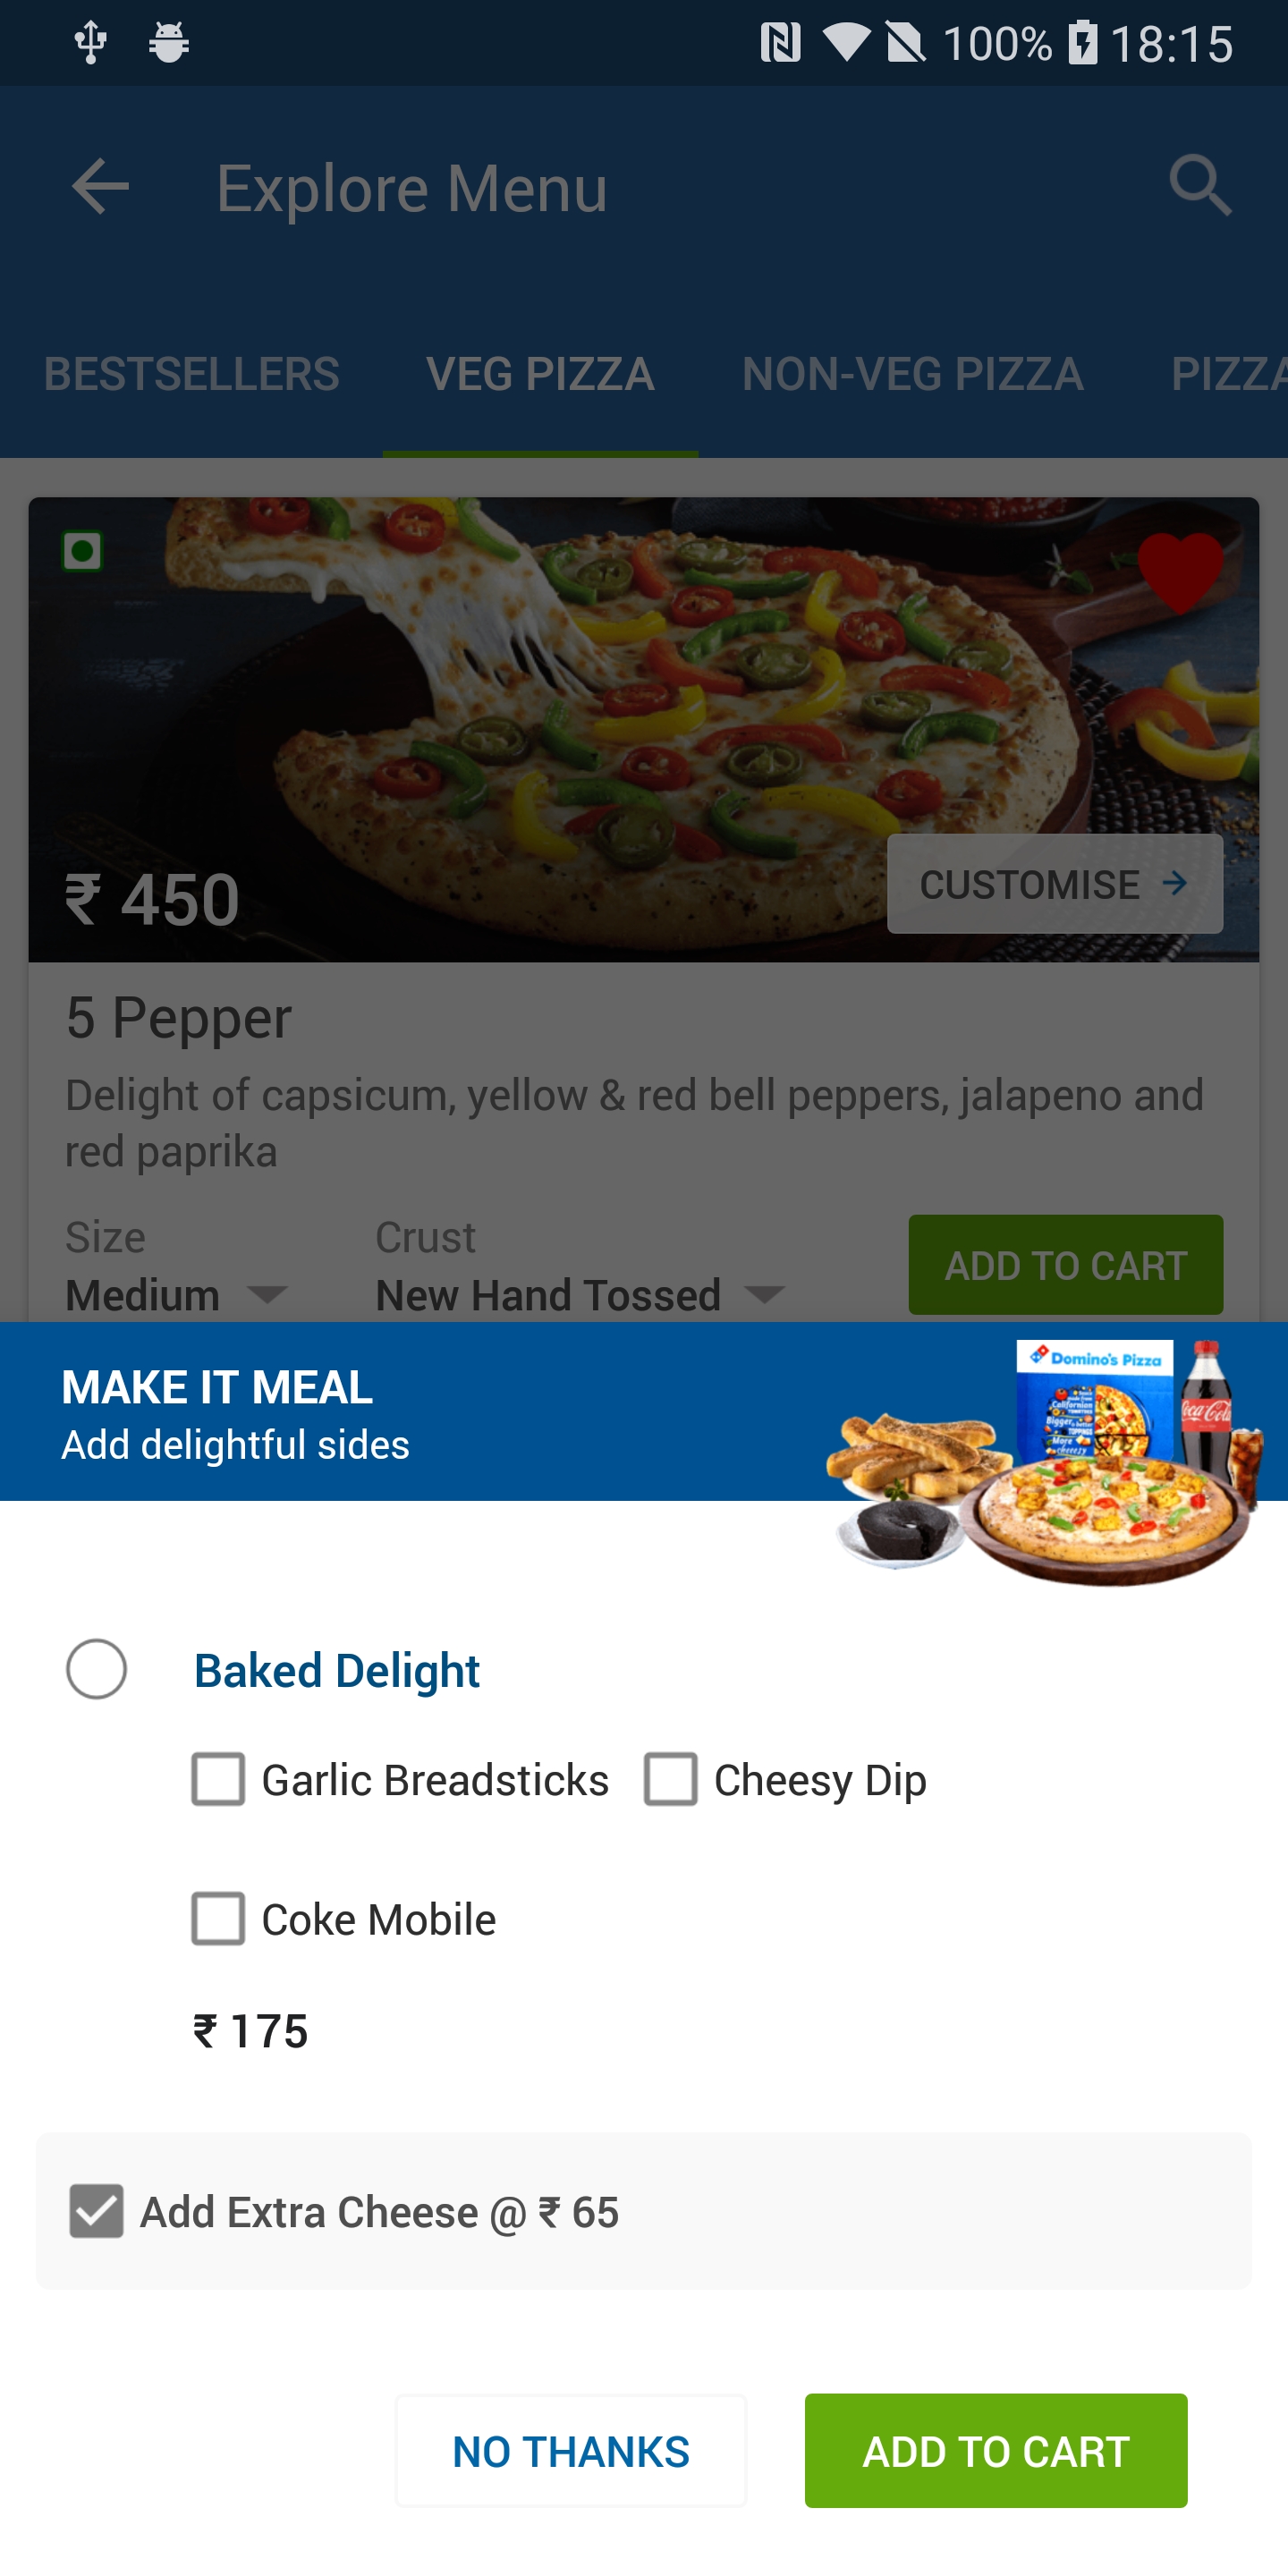 100% 18:15
Explore Menu
BESTSELLERS VEG PIZZA NON-VEG PIZZA PIZZA
₹ 450
CUSTOMISE
5 Pepper
Delight of capsicum, yellow & red bell peppers, jalapeno and
red paprika
Size Crust
Medium New Hand Tossed
ADD TO CART
MAKE IT MEAL
Add delightful sides
Domino's Pizza
Coca-Cola
Baked Delight
Garlic Breadsticks Cheesy Dip
Coke Mobile
₹ 175
Add Extra Cheese @ ₹ 65
NO THANKS ADD TO CART